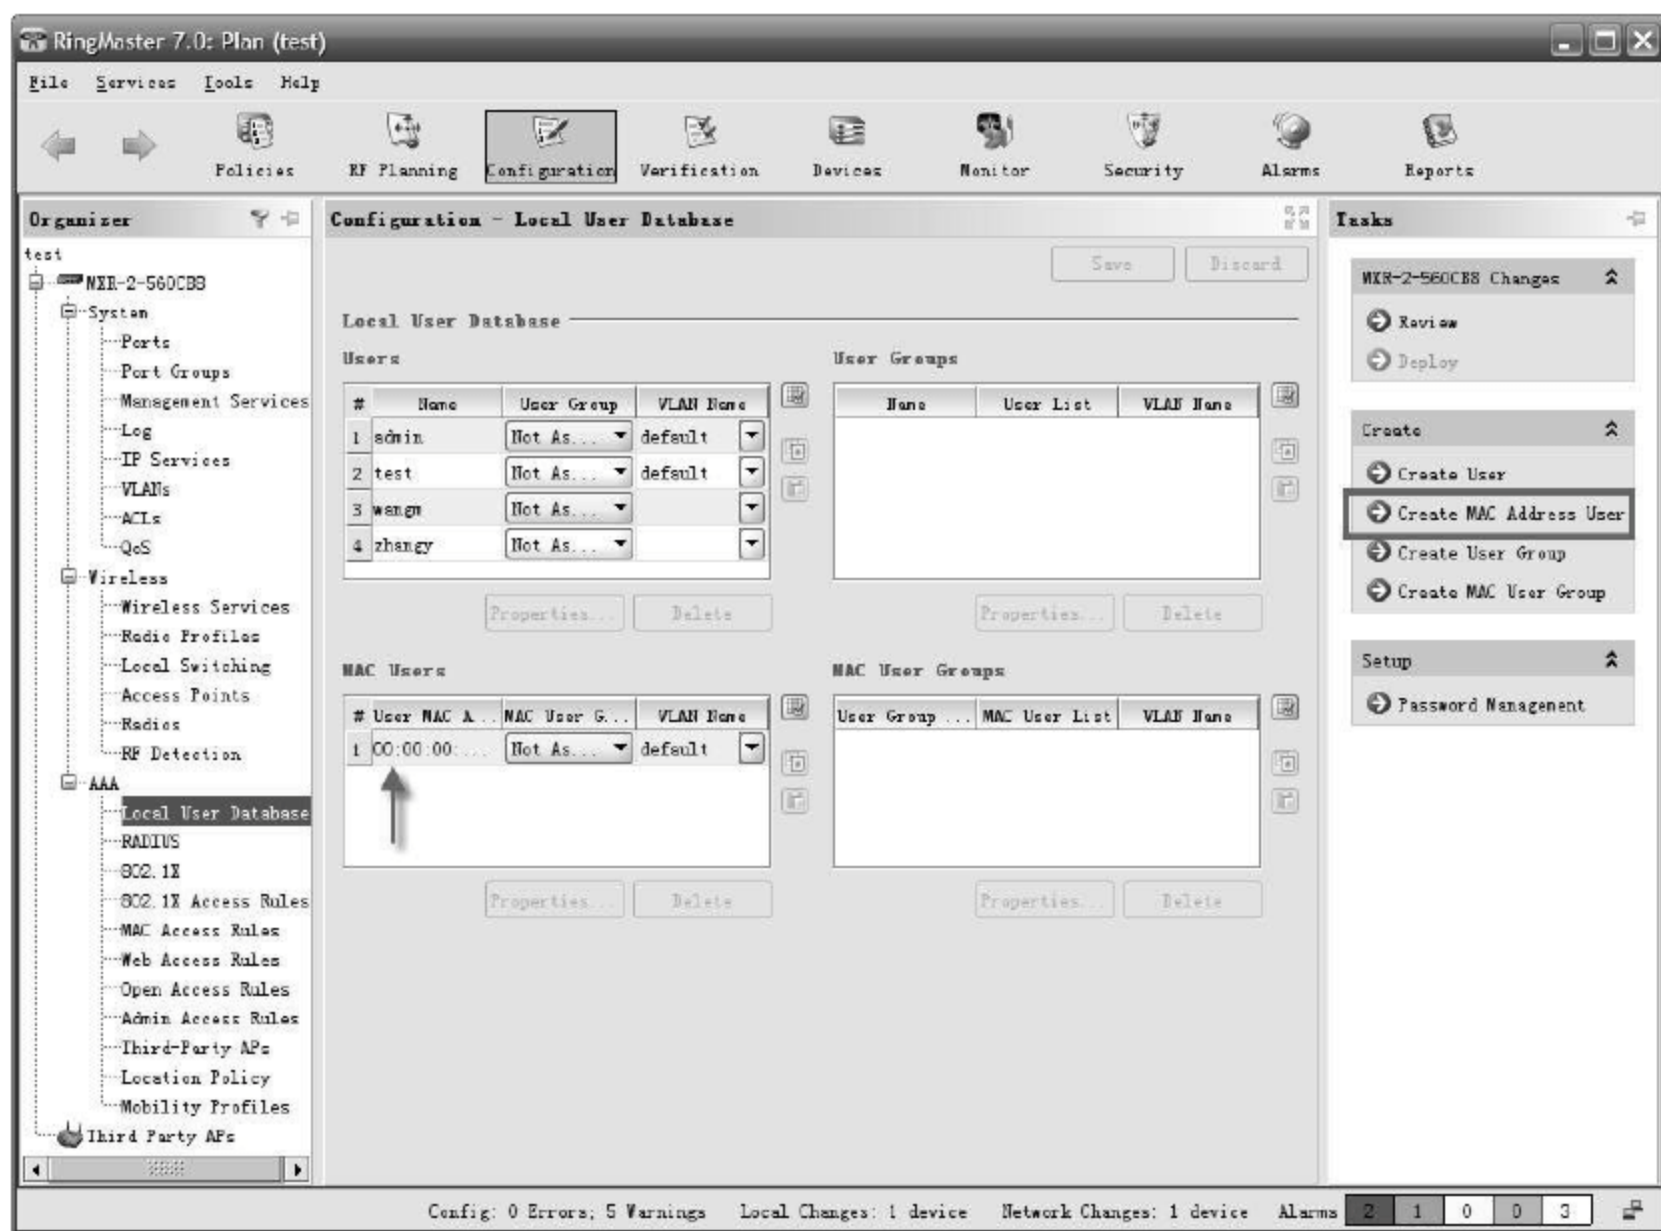 RingMaster 7.0: Plan (test)
File Services Tools Help
Policies RF Planning Configuration Verification Devices Monitor Security Alarms Reports
Organizer
test
MXR-2-560CB8
System
Ports
Port Groups
Management Services
Log
IP Services
VLANs
ACLs
QoS
Wireless
Wireless Services
Radio Profiles
Local Switching
Access Points
Radios
RF Detection
AAA
Local User Database
RADIUS
802.1X
802.1X Access Rules
MAC Access Rules
Web Access Rules
Open Access Rules
Admin Access Rules
Third-Party APs
Location Policy
Mobility Profiles
Third Party APs
Configuration - Local User Database
Save Discard
Local User Database
Users
# Name User Group VLAN Name
1 admin Not As... default
2 test Not As... default
3 wangm Not As...
4 zhangy Not As...
Properties... Delete
User Groups
Name User List VLAN Name
Properties... Delete
MAC Users
# User MAC A... MAC User G... VLAN Name
1 00:00:00:... Not As... default
Properties... Delete
MAC User Groups
User Group ... MAC User List VLAN Name
Properties... Delete
Tasks
MXR-2-560CB8 Changes
Review
Deploy
Create
Create User
Create MAC Address User
Create User Group
Create MAC User Group
Setup
Password Management
Config: 0 Errors; 5 Warnings Local Changes: 1 device Network Changes: 1 device Alarms 2 1 0 0 3